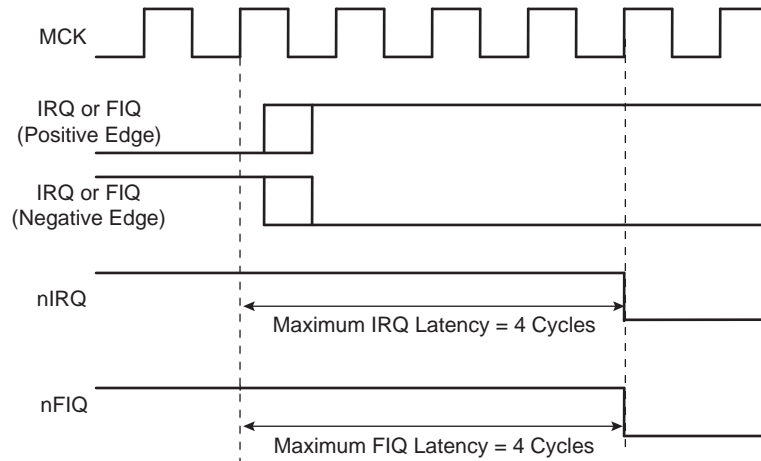 MCK
IRQ or FIQ
(Positive Edge)
IRQ or FIQ
(Negative Edge)
nIRQ
Maximum IRQ Latency = 4 Cycles
nFIQ
Maximum FIQ Latency = 4 Cycles